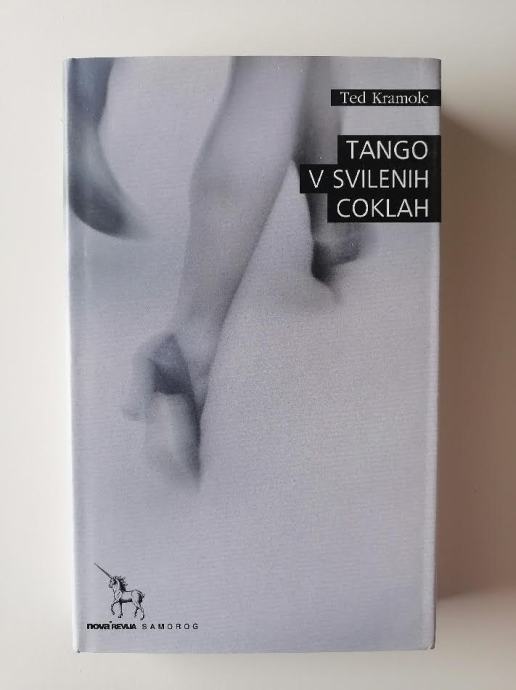 Ted Kramolc
TANGO
V SVILENIH
COKLAH
nova REVIJA SAMOROG